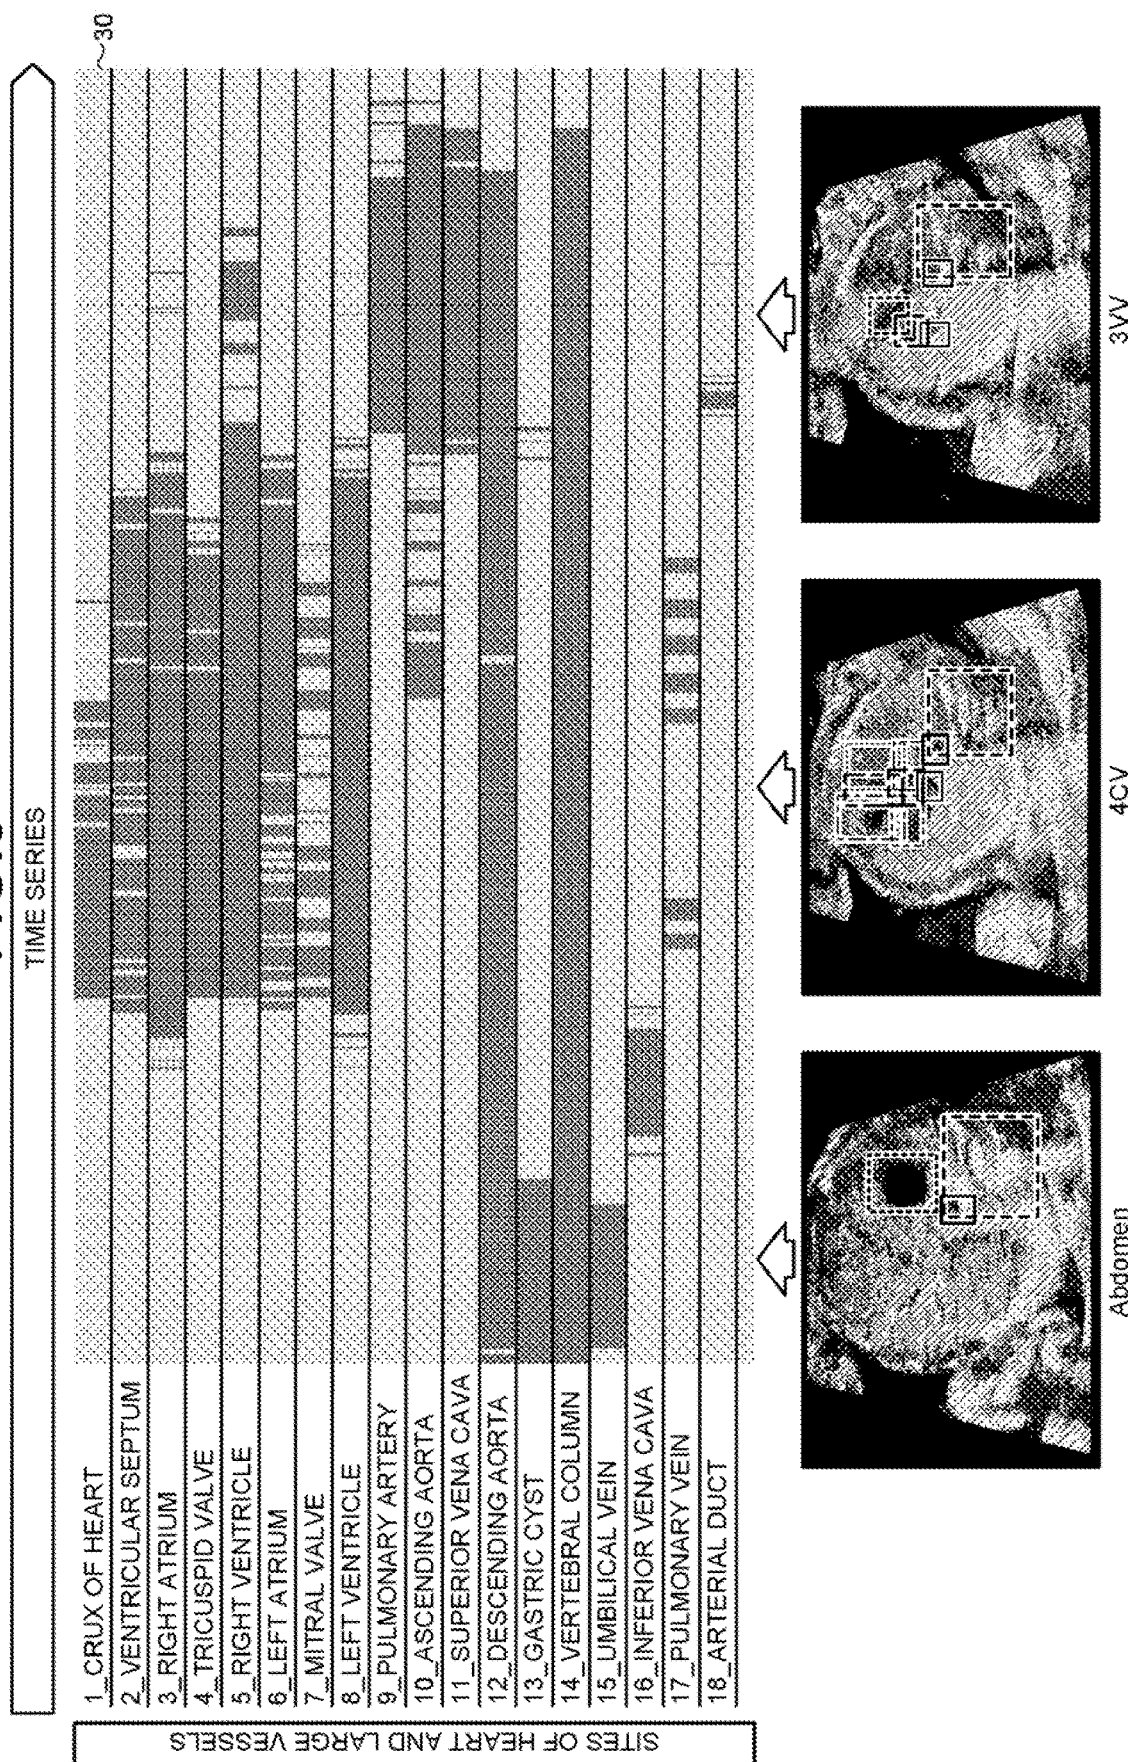 TIME SERIES
30
SITES OF HEART AND LARGE VESSELS
1_CRUX OF HEART
2_VENTRICULAR SEPTUM
3_RIGHT ATRIUM
4_TRICUSPID VALVE
5_RIGHT VENTRICLE
6_LEFT ATRIUM
7_MITRAL VALVE
8_LEFT VENTRICLE
9_PULMONARY ARTERY
10_ASCENDING AORTA
11_SUPERIOR VENA CAVA
12_DESCENDING AORTA
13_GASTRIC CYST
14_VERTEBRAL COLUMN
15_UMBILICAL VEIN
16_INFERIOR VENA CAVA
17_PULMONARY VEIN
18_ARTERIAL DUCT
Abdomen
4CV
3VV